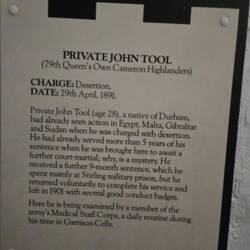 PRIVATE JOHN TOOL
(79th Queen's Own Cameron Highlanders)
CHARGE: Desertion.
DATE: 29th April, 1891.
Private John Tool (age 28), a native of Durham,
had already seen action in Egypt, Malta, Gibraltar
and Sudan when he was charged with desertion.
He had already served more than 5 years of his
sentence when he was brought here to await a
further court-martial; why, is a mystery. He
received a further 9-month sentence, which he
spent mainly at Stirling military prison, but he
returned voluntarily to complete his service and
left in 1901 with several good conduct badges.
Here he is being examined by a member of the
army's Medical Staff Corps, a daily routine during
his time in Garrison Cells.